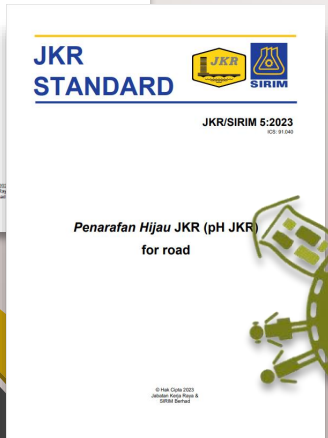 JKR
STANDARD
JKR
SIRIM
JKR/SIRIM 5:2023
ICS: 91.040
Penarafan Hijau JKR (pH JKR)
for road
© Hak Cipta 2023
Jabatan Kerja Raya &
SIRIM Berhad